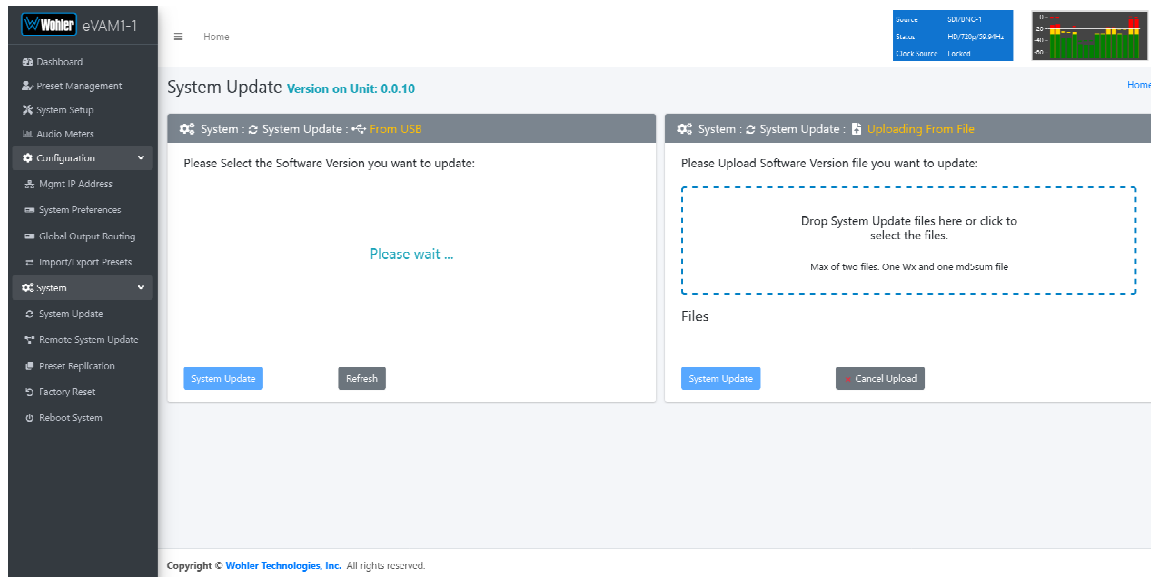 Wohler eVAM1-1
Dashboard
Preset Management
System Setup
Audio Meters
Configuration
Mgmt IP Address
System Preferences
Global Output Routing
Import/Export Presets
System
System Update
Remote System Update
Preset Replication
Factory Reset
Reboot System
Home
Source SDI/BNC-1
Status HD/720p/59.94Hz
Clock Source Locked
0-
-20-
-40-
-60
System Update Version on Unit: 0.0.10
Home
System : System Update : From USB
Please Select the Software Version you want to update:
Please wait ...
System Update Refresh
System : System Update : Uploading From File
Please Upload Software Version file you want to update:
Drop System Update files here or click to
select the files.
Max of two files. One Wx and one md5sum file
Files
System Update Cancel Upload
Copyright © Wohler Technologies, Inc. All rights reserved.